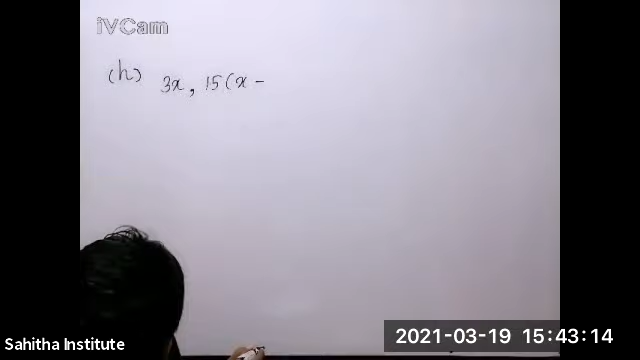 iVCam
(h) 3x, 15(x –
Sahitha Institute
2021-03-19 15:43:14